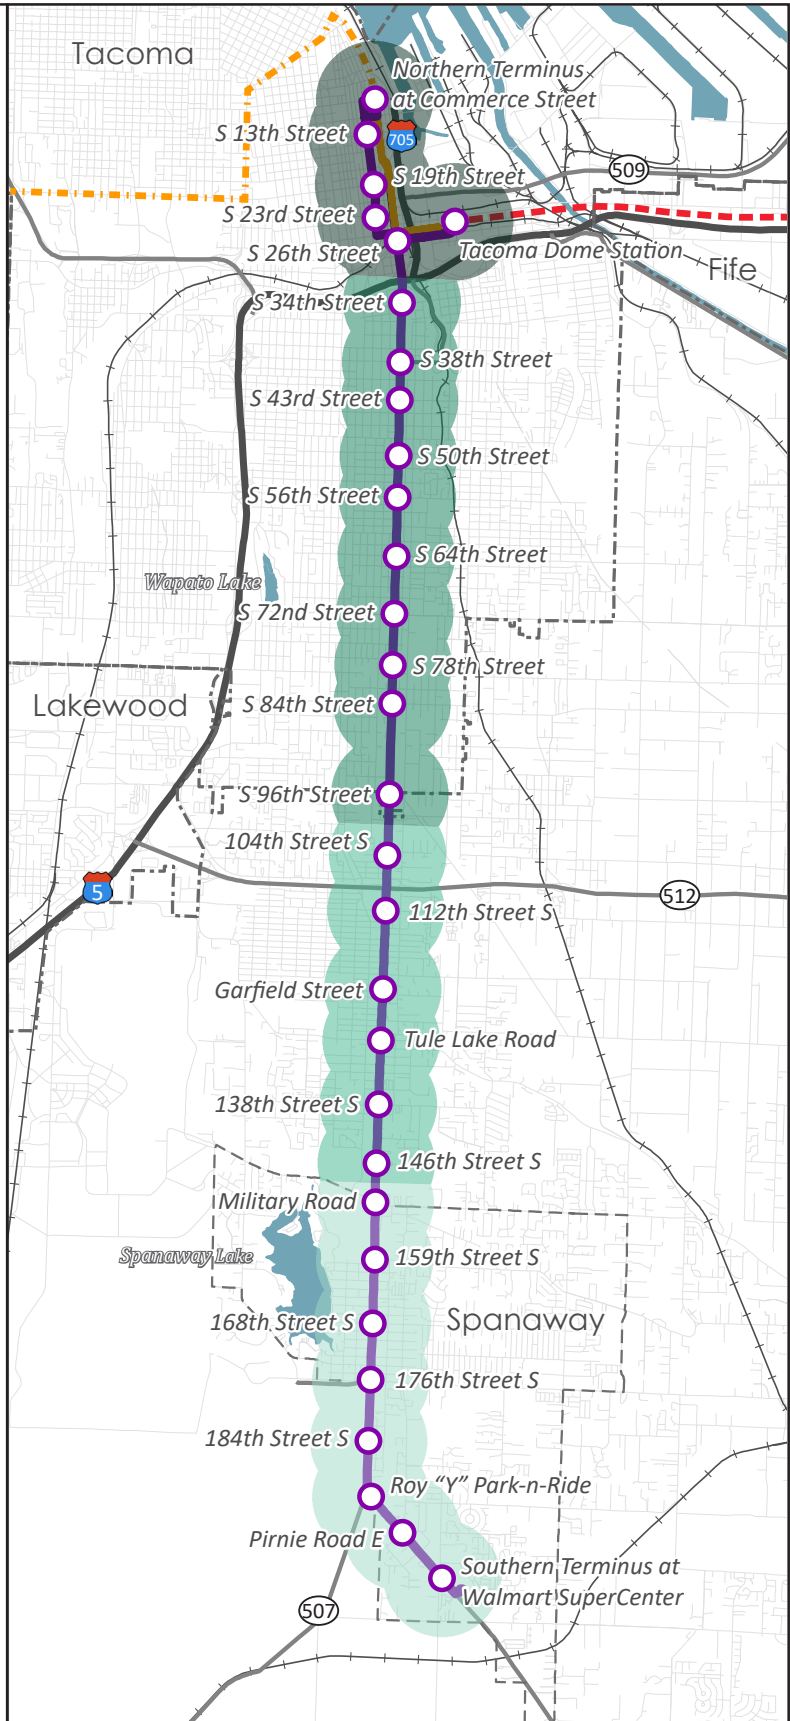 Tacoma
Northern Terminus
at Commerce Street
S 13th Street
705
509
S 19th Street
S 23rd Street
S 26th Street
Tacoma Dome Station
Fife
S 34th Street
S 38th Street
S 43rd Street
S 50th Street
S 56th Street
S 64th Street
Wapato Lake
S 72nd Street
S 78th Street
Lakewood
S 84th Street
S 96th Street
104th Street S
5
512
112th Street S
Garfield Street
Tule Lake Road
138th Street S
146th Street S
Military Road
Spanaway Lake
159th Street S
168th Street S
Spanaway
176th Street S
184th Street S
Roy “Y” Park-n-Ride
Pirnie Road E
Southern Terminus at
Walmart SuperCenter
507